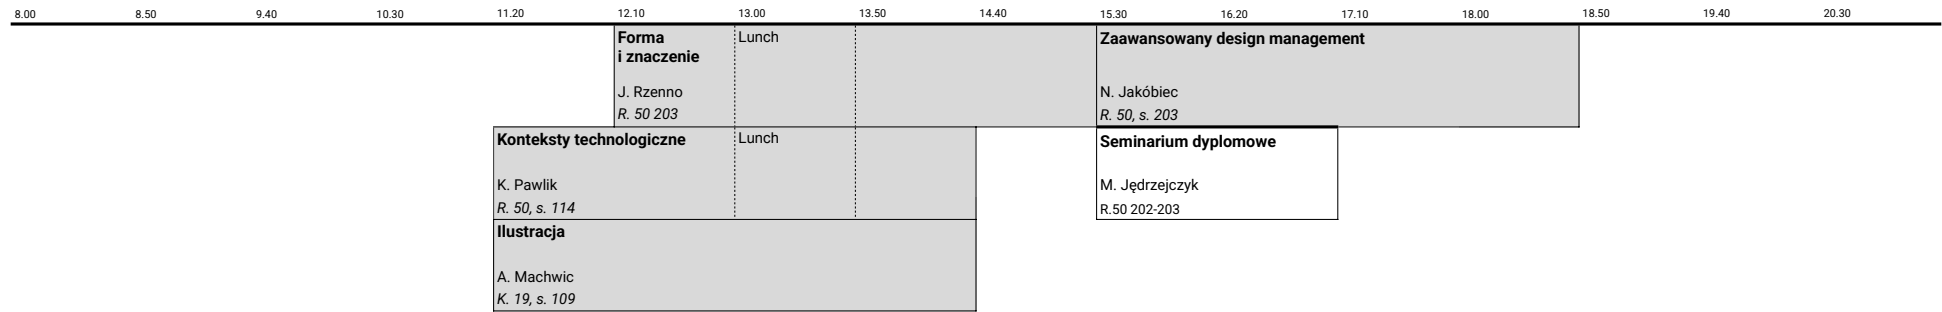 8.00 8.50 9.40 10.30 11.20 12.10 13.00 13.50 14.40 15.30 16.20 17.10 18.00 18.50 19.40 20.30
Forma
i znaczenie
J. Rzenno
R. 50 203
Lunch
Zaawansowany design management
N. Jakóbiec
R. 50, s. 203
Konteksty technologiczne
K. Pawlik
R. 50, s. 114
Lunch
Seminarium dyplomowe
M. Jędrzejczyk
R.50 202-203
Ilustracja
A. Machwic
K. 19, s. 109